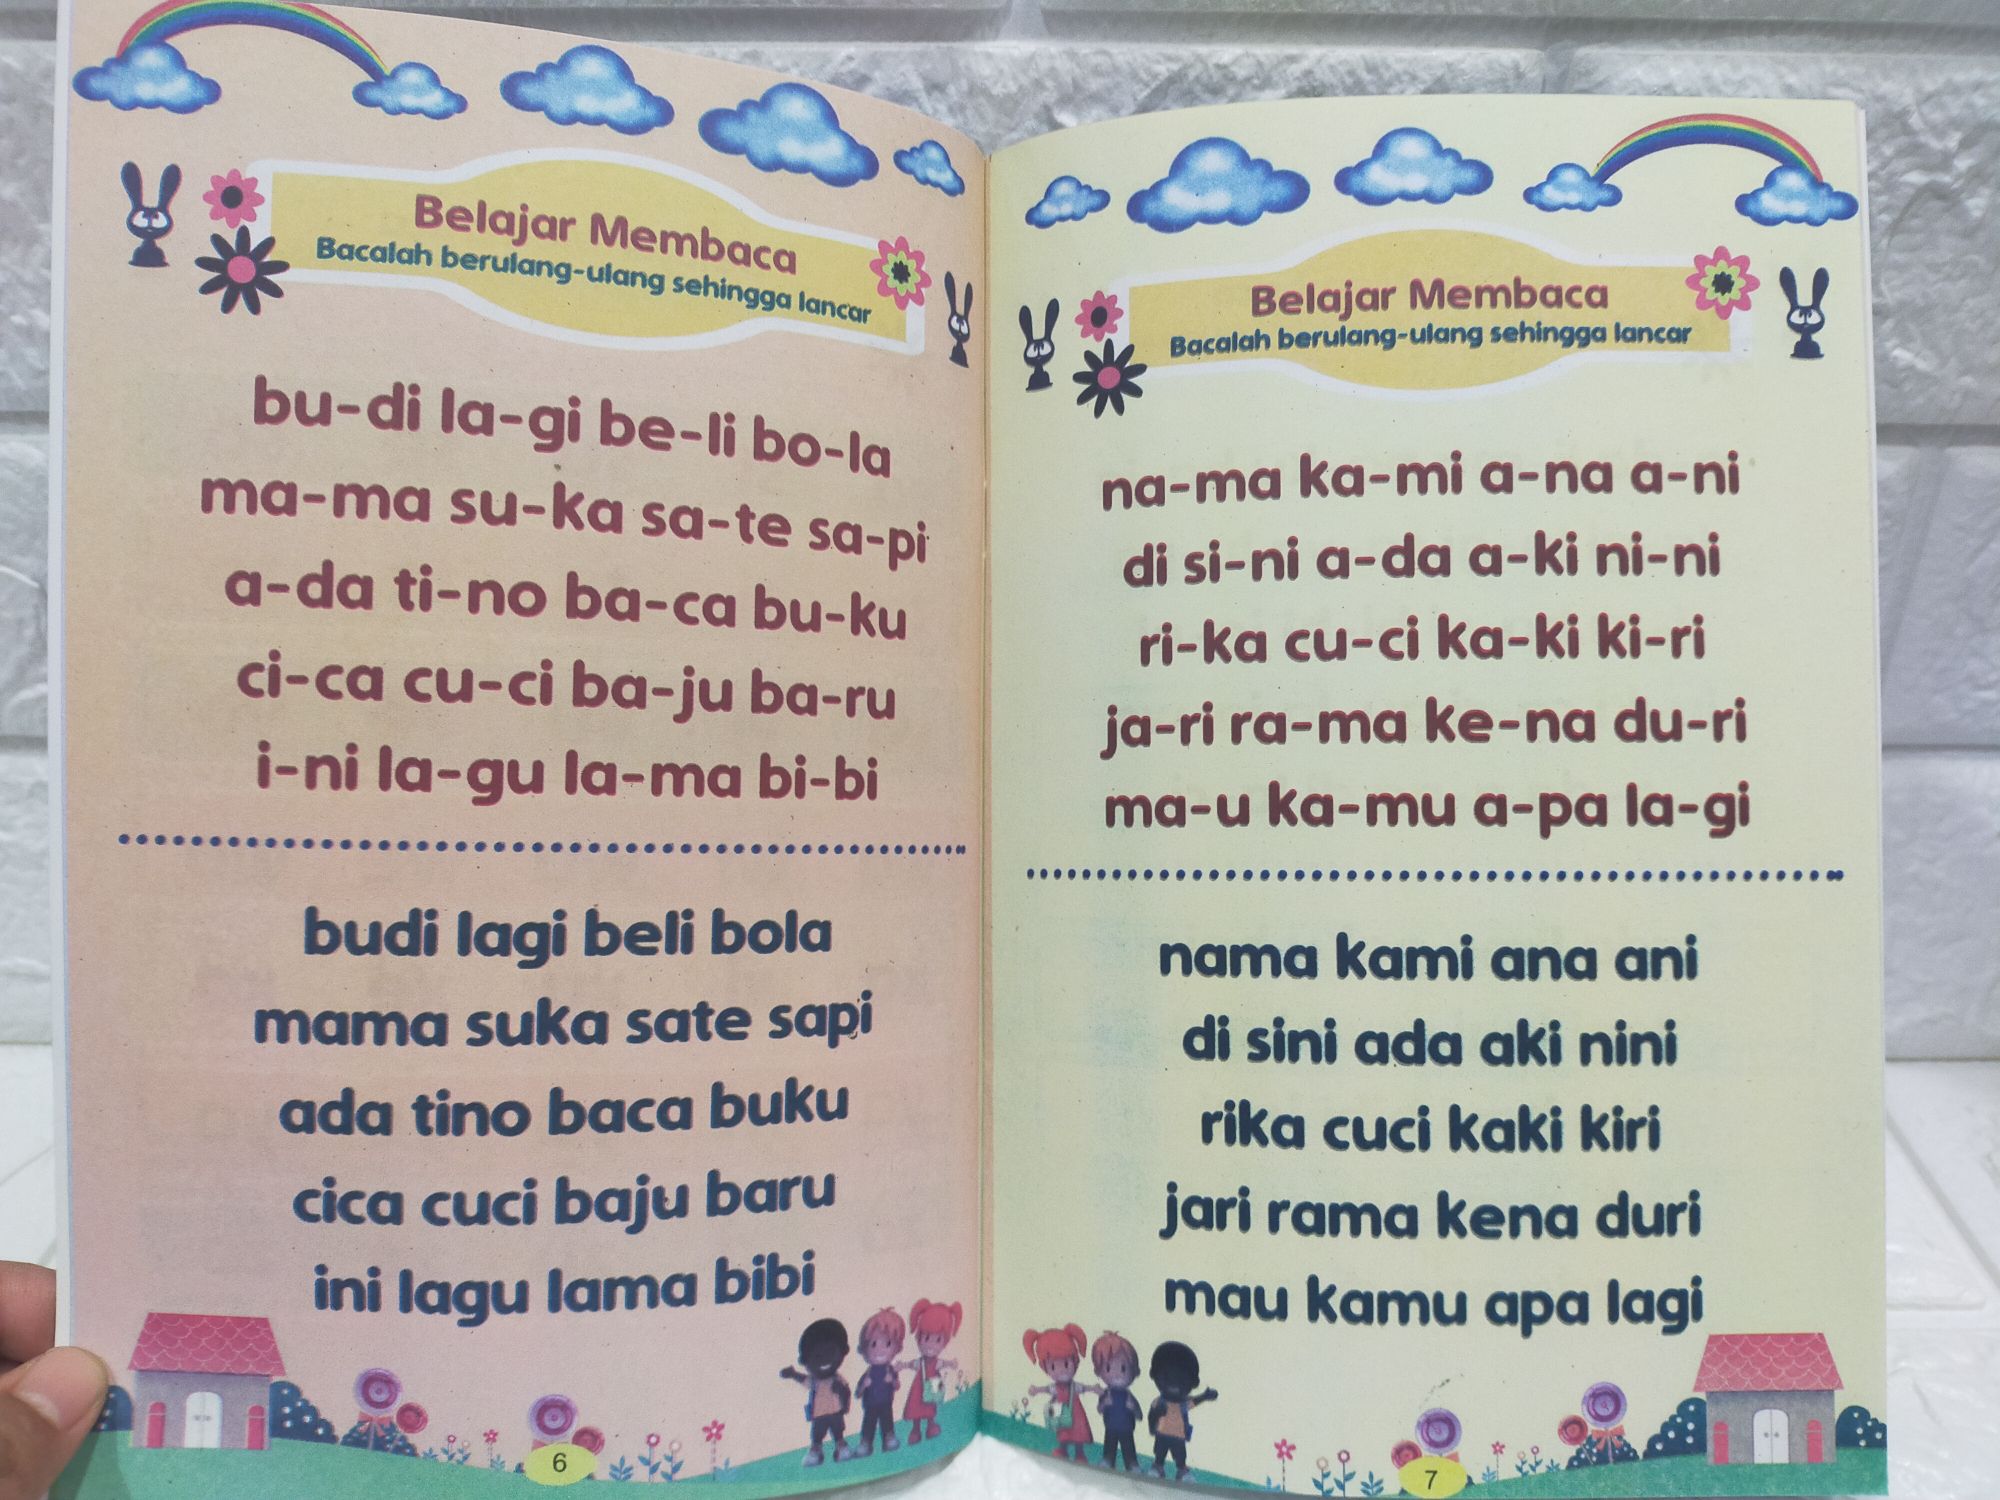 Belajar Membaca
Bacalah berulang-ulang sehingga lancar
bu-di la-gi be-li bo-la
ma-ma su-ka sa-te sa-pi
a-da ti-no ba-ca bu-ku
ci-ca cu-ci ba-ju ba-ru
i-ni la-gu la-ma bi-bi
budi lagi beli bola
mama suka sate sapi
ada tino baca buku
cica cuci baju baru
ini lagu lama bibi
6
Belajar Membaca
Bacalah berulang-ulang sehingga lancar
na-ma ka-mi a-na a-ni
di si-ni a-da a-ki ni-ni
ri-ka cu-ci ka-ki ki-ri
ja-ri ra-ma ke-na du-ri
ma-u ka-mu a-pa la-gi
nama kami ana ani
di sini ada aki nini
rika cuci kaki kiri
jari rama kena duri
mau kamu apa lagi
7